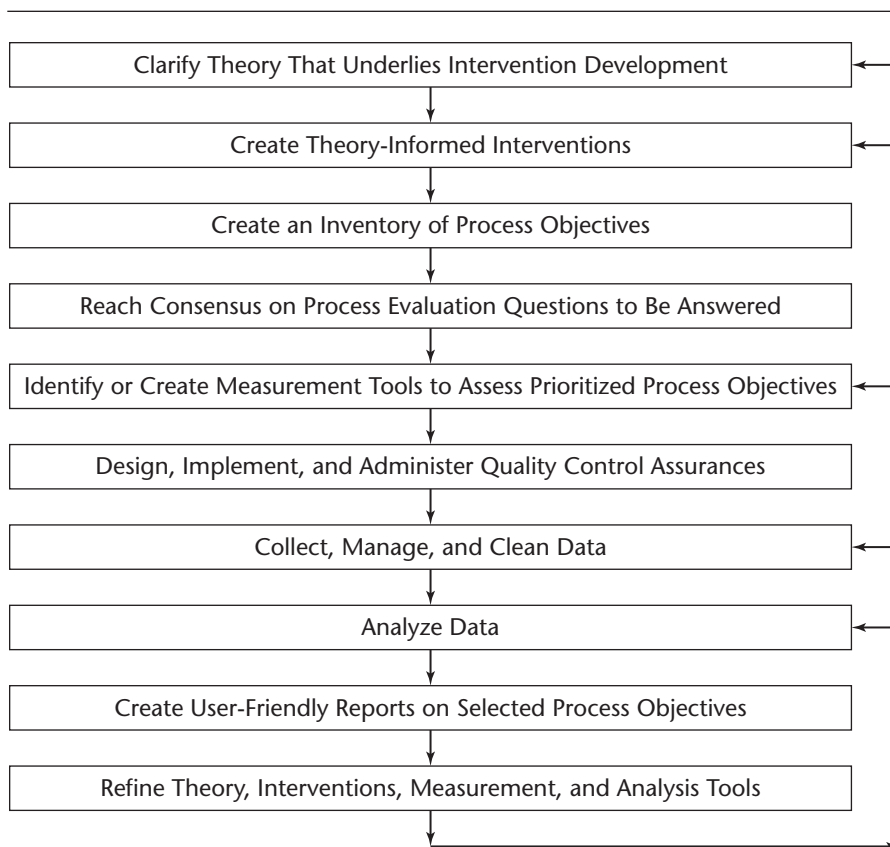 Clarify Theory That Underlies Intervention Development
Create Theory-Informed Interventions
Create an Inventory of Process Objectives
Reach Consensus on Process Evaluation Questions to Be Answered
Identify or Create Measurement Tools to Assess Prioritized Process Objectives
Design, Implement, and Administer Quality Control Assurances
Collect, Manage, and Clean Data
Analyze Data
Create User-Friendly Reports on Selected Process Objectives
Refine Theory, Interventions, Measurement, and Analysis Tools